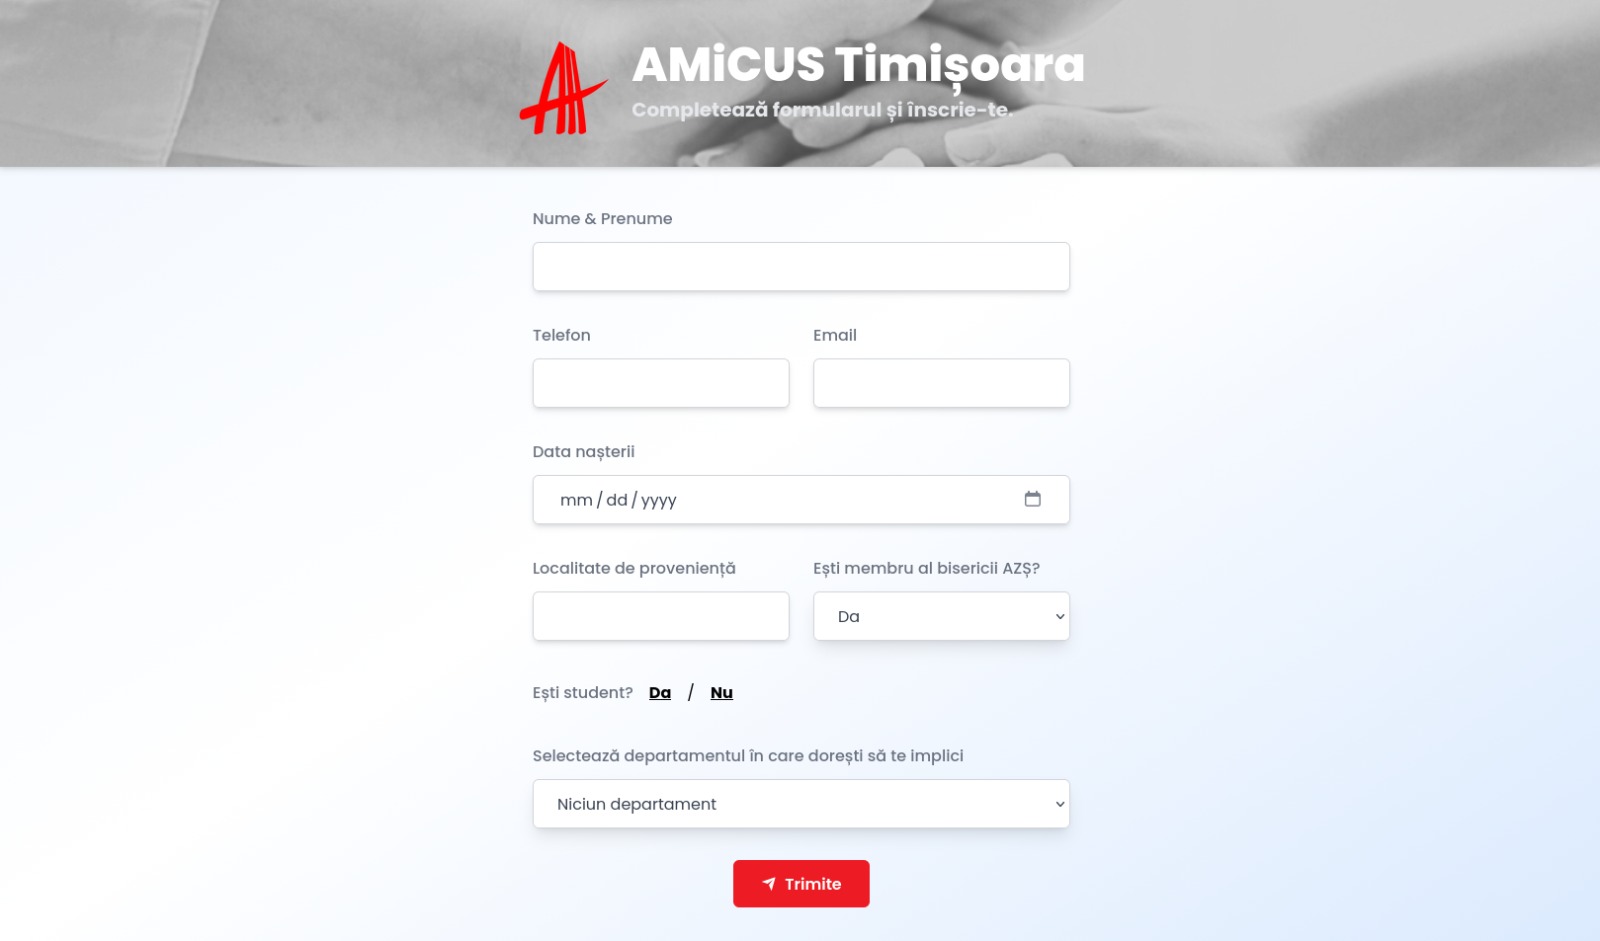 AMiCUS Timișoara
Completează formularul și înscrie-te.
Nume & Prenume
Telefon Email
Data nașterii
mm / dd / yyyy
Localitate de proveniență Ești membru al bisericii AZȘ?
Da
Ești student? Da / Nu
Selectează departamentul în care dorești să te implici
Niciun departament
Trimite